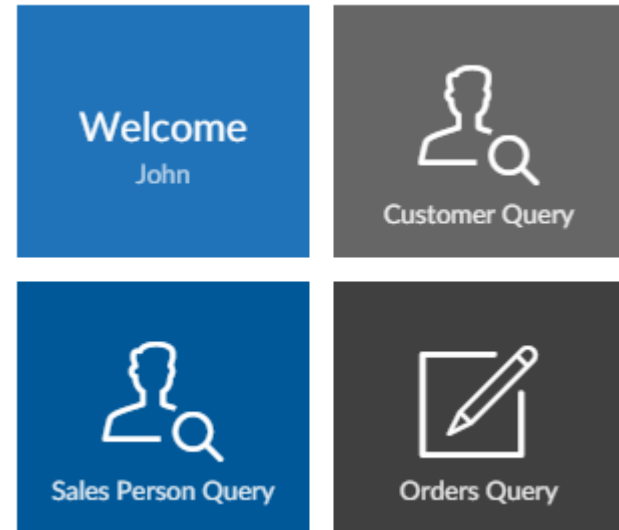 Welcome
John
Customer Query
Sales Person Query
Orders Query